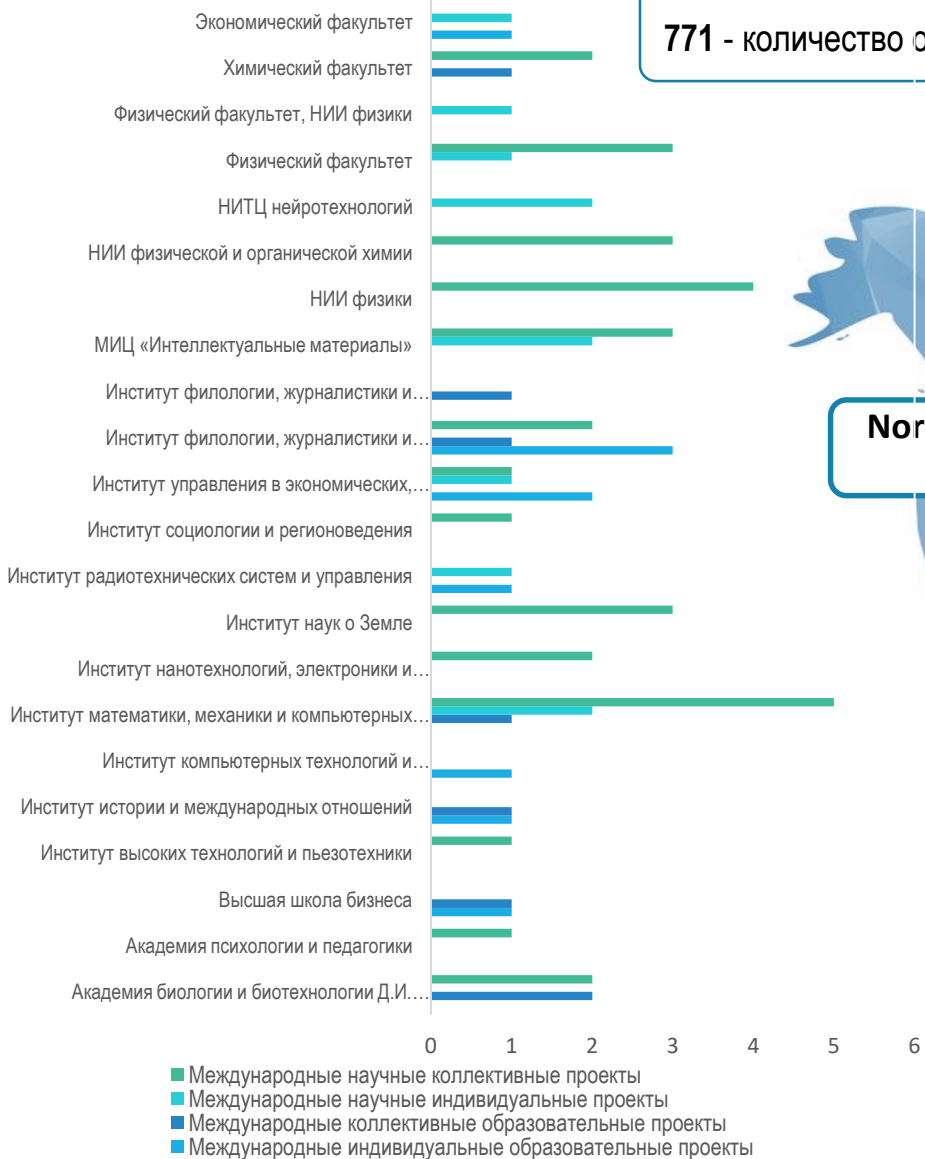 771 - количество
Экономический факультет
Химический факультет
Физический факультет, НИИ физики
Физический факультет
НИТЦ нейротехнологий
НИИ физической и органической химии
НИИ физики
МИЦ «Интеллектуальные материалы»
Институт филологии, журналистики и…
Институт филологии, журналистики и…
Институт управления в экономических,…
Институт социологии и регионоведения
Институт радиотехнических систем и управления
Институт наук о Земле
Институт нанотехнологий, электроники и…
Институт математики, механики и компьютерных…
Институт компьютерных технологий и…
Институт истории и международных отношений
Институт высоких технологий и пьезотехники
Высшая школа бизнеса
Академия психологии и педагогики
Академия биологии и биотехнологии Д.И.…
Nor
0 1 2 3 4 5 6
Международные научные коллективные проекты
Международные научные индивидуальные проекты
Международные коллективные образовательные проекты
Международные индивидуальные образовательные проекты